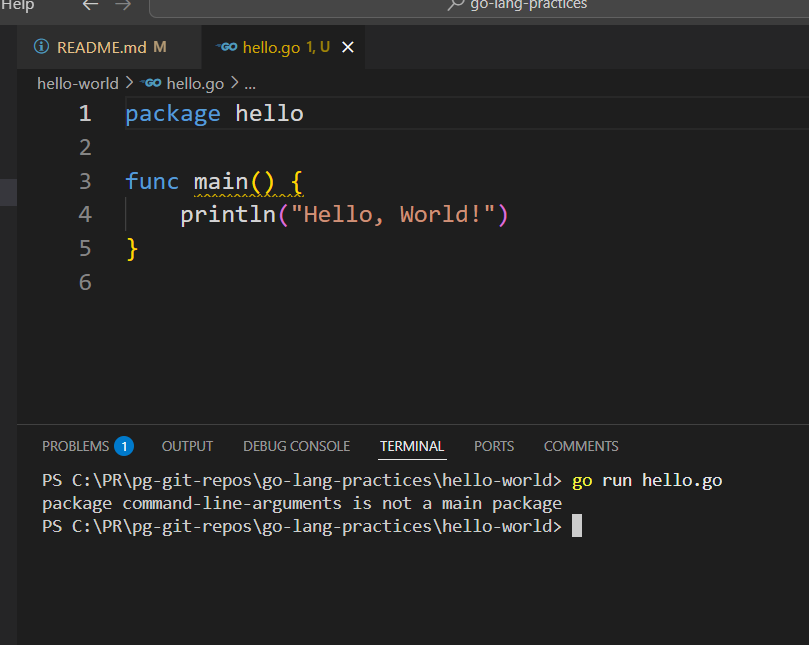 Help
go-lang-practices
README.md M
GO hello.go 1, U
hello-world > GO hello.go > ...
1 package hello
2
3 func main() {
4 println("Hello, World!")
5 }
6
PROBLEMS 1 OUTPUT DEBUG CONSOLE TERMINAL PORTS COMMENTS
PS C:\PR\pg-git-repos\go-lang-practices\hello-world> go run hello.go
package command-line-arguments is not a main package
PS C:\PR\pg-git-repos\go-lang-practices\hello-world>